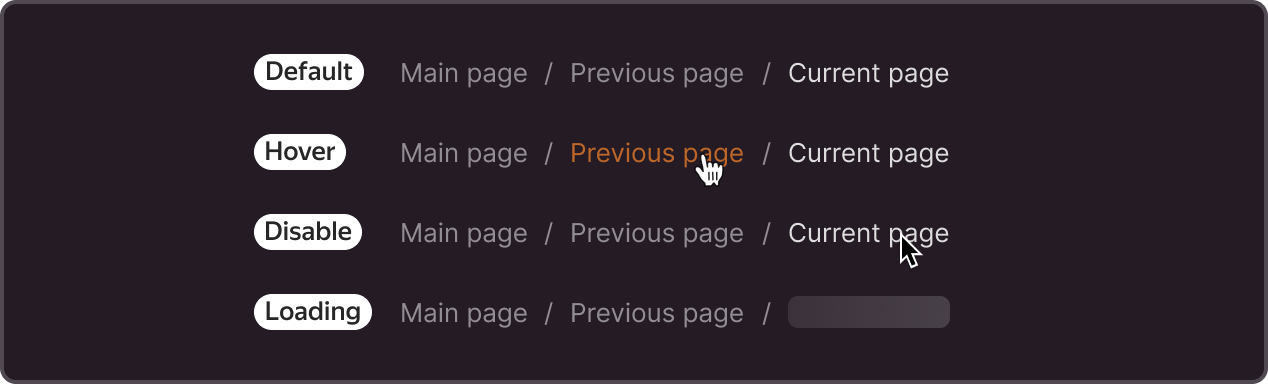 Default Main page / Previous page / Current page
Hover Main page / Previous page / Current page
Disable Main page / Previous page / Current page
Loading Main page / Previous page /